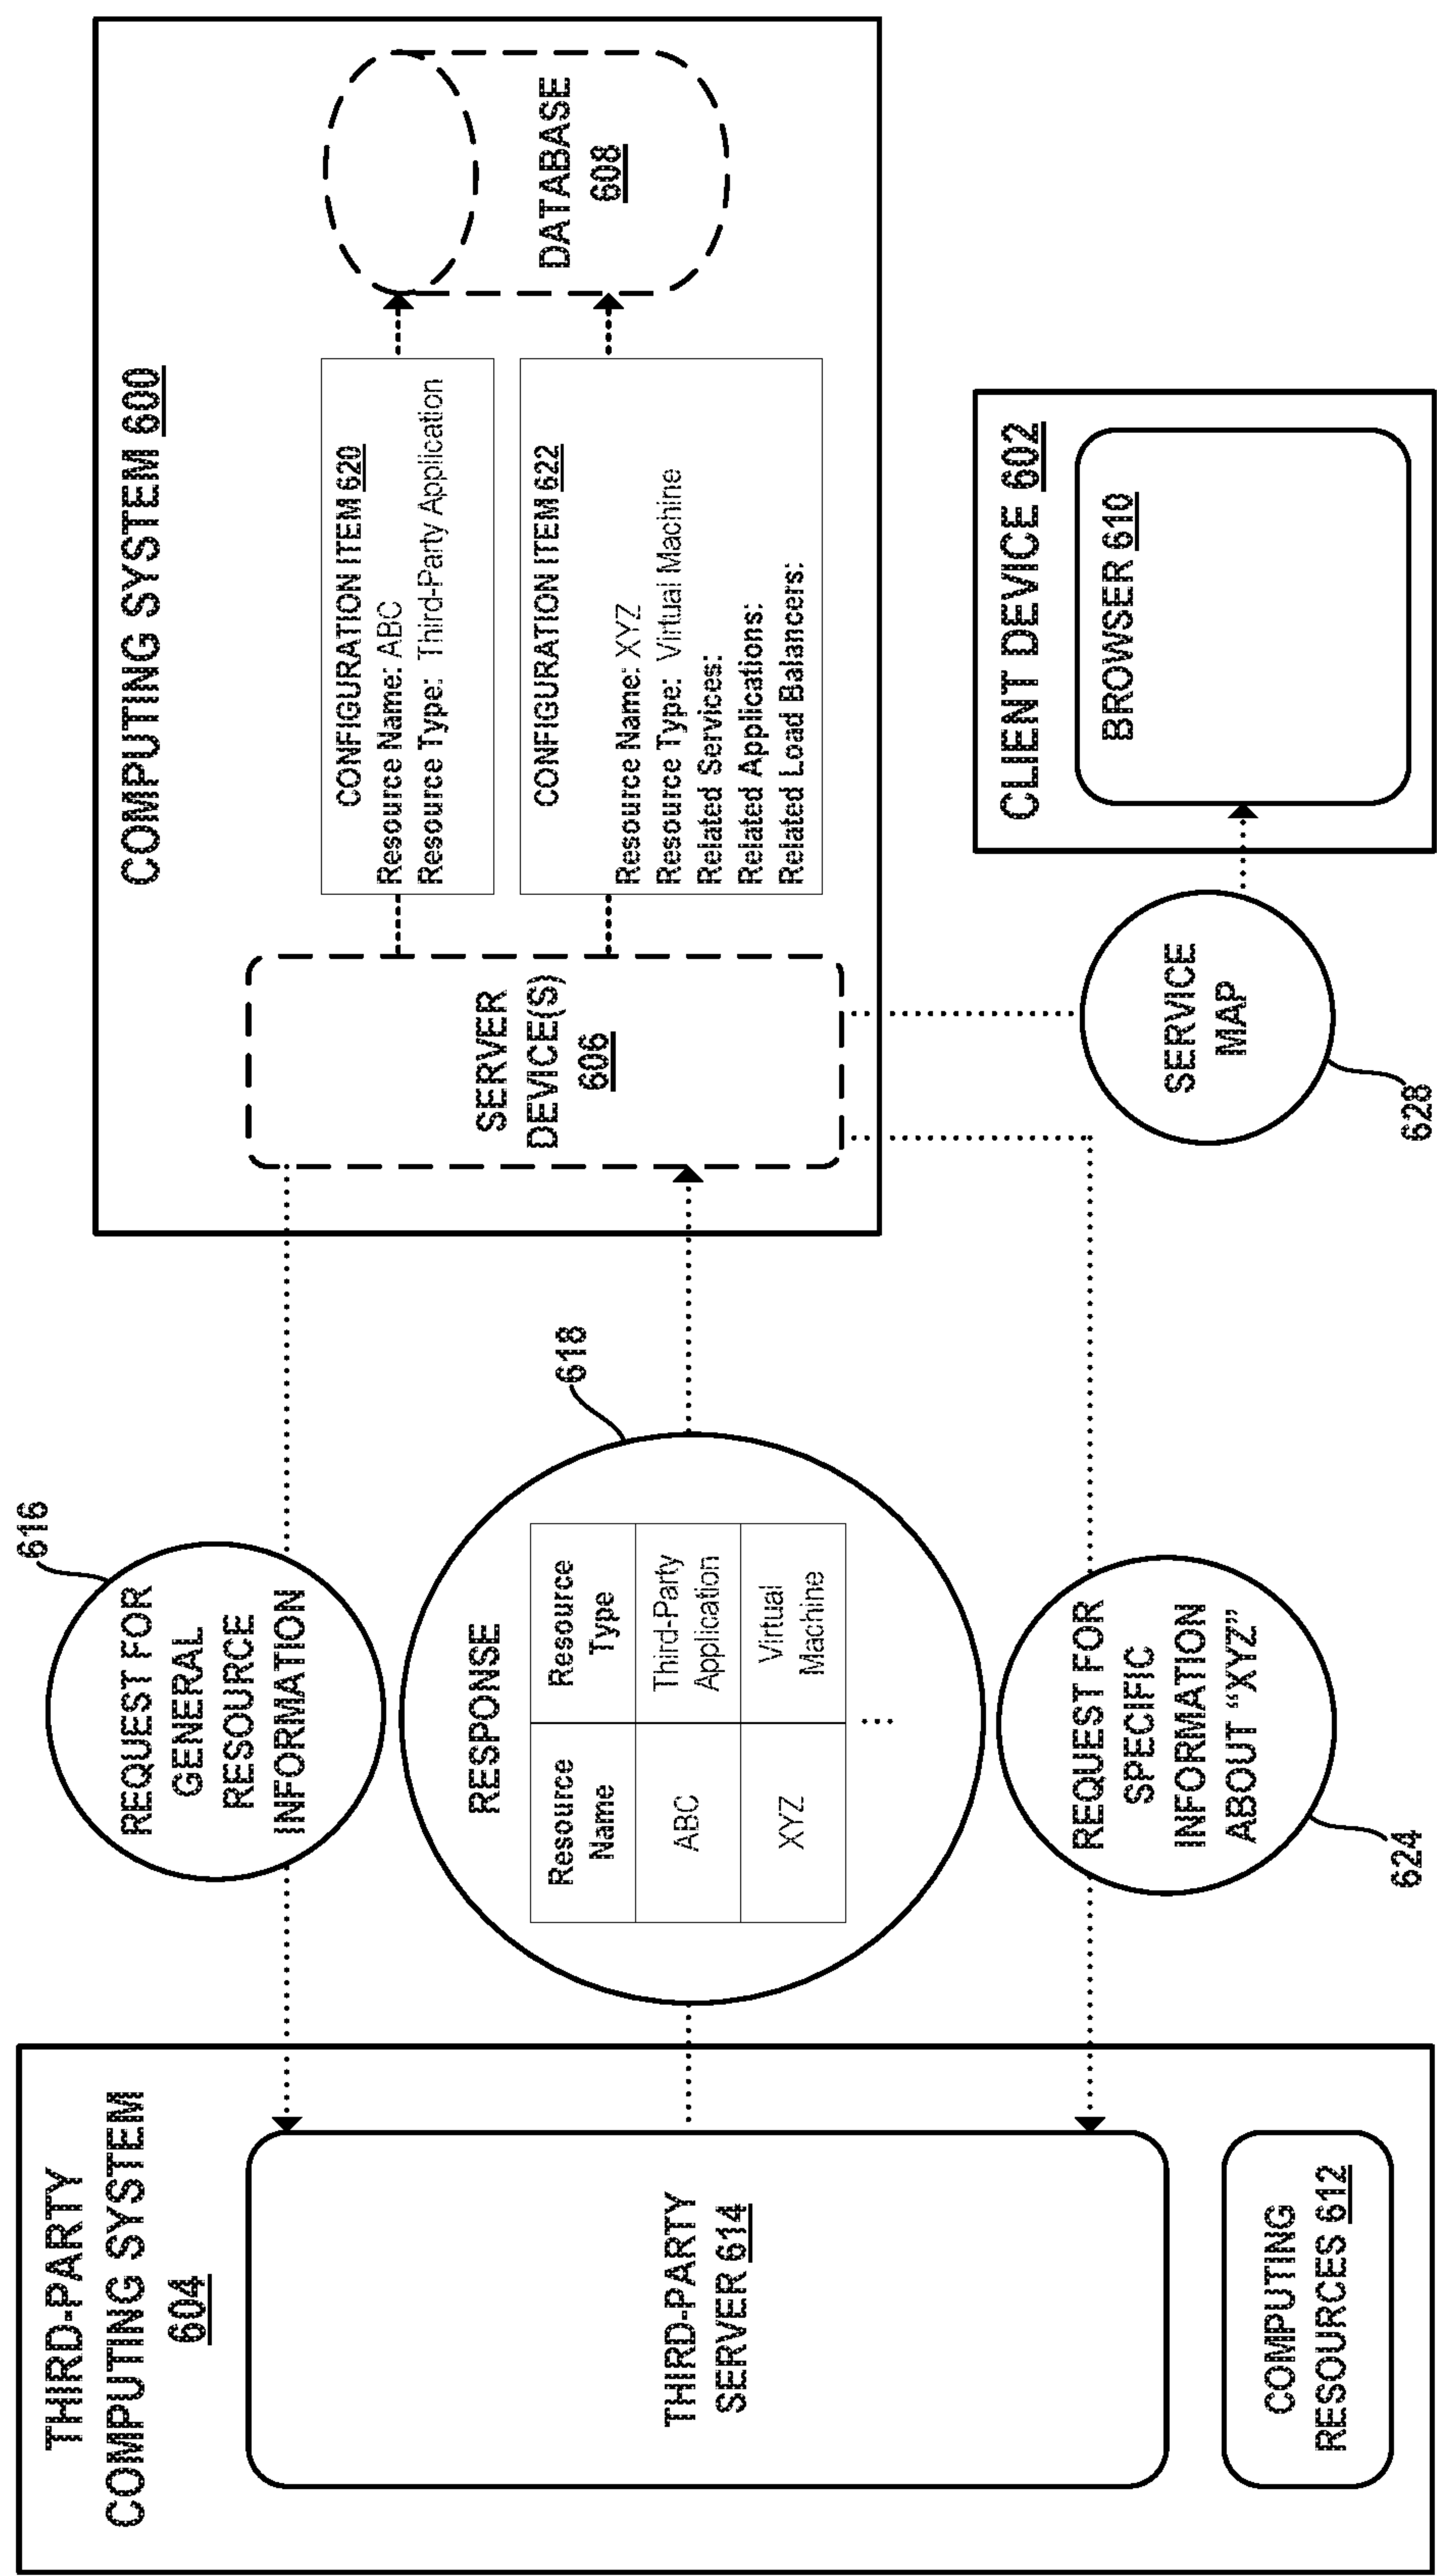 THIRD-PARTY
COMPUTING SYSTEM
604
THIRD-PARTY
SERVER 614
COMPUTING
RESOURCES 612
616
REQUEST FOR
GENERAL
RESOURCE
INFORMATION
618
RESPONSE
Resource Name Resource Type
ABC Third-Party Application
XYZ Virtual Machine
...
REQUEST FOR
SPECIFIC
INFORMATION
ABOUT “XYZ”
624
COMPUTING SYSTEM 600
SERVER
DEVICE(S)
606
CONFIGURATION ITEM 620
Resource Name: ABC
Resource Type: Third-Party Application
CONFIGURATION ITEM 622
Resource Name: XYZ
Resource Type: Virtual Machine
Related Services:
Related Applications:
Related Load Balancers:
DATABASE
608
SERVICE
MAP
628
CLIENT DEVICE 602
BROWSER 610